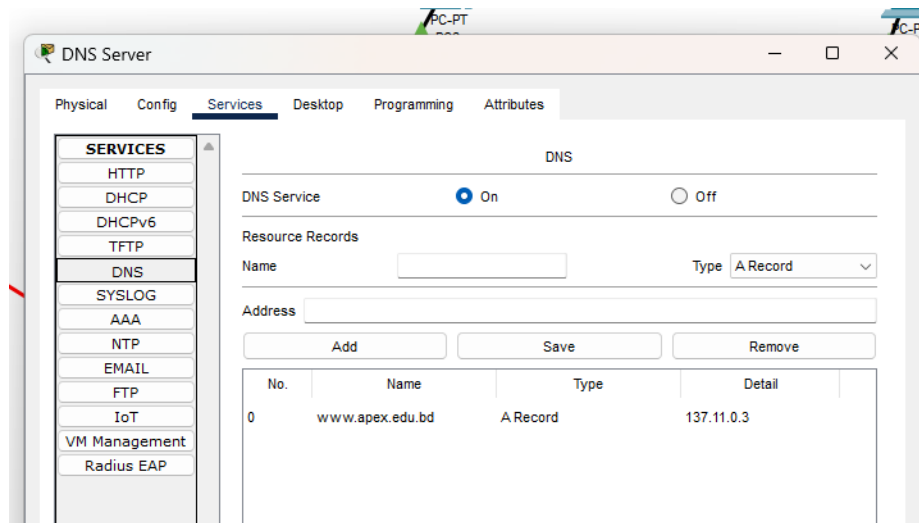 PC-PT
DNS Server
Physical Config Services Desktop Programming Attributes
SERVICES
HTTP
DHCP
DHCPv6
TFTP
DNS
SYSLOG
AAA
NTP
EMAIL
FTP
IoT
VM Management
Radius EAP
DNS
DNS Service On Off
Resource Records
Name Type A Record
Address
Add Save Remove
No. Name Type Detail
0 www.apex.edu.bd A Record 137.11.0.3